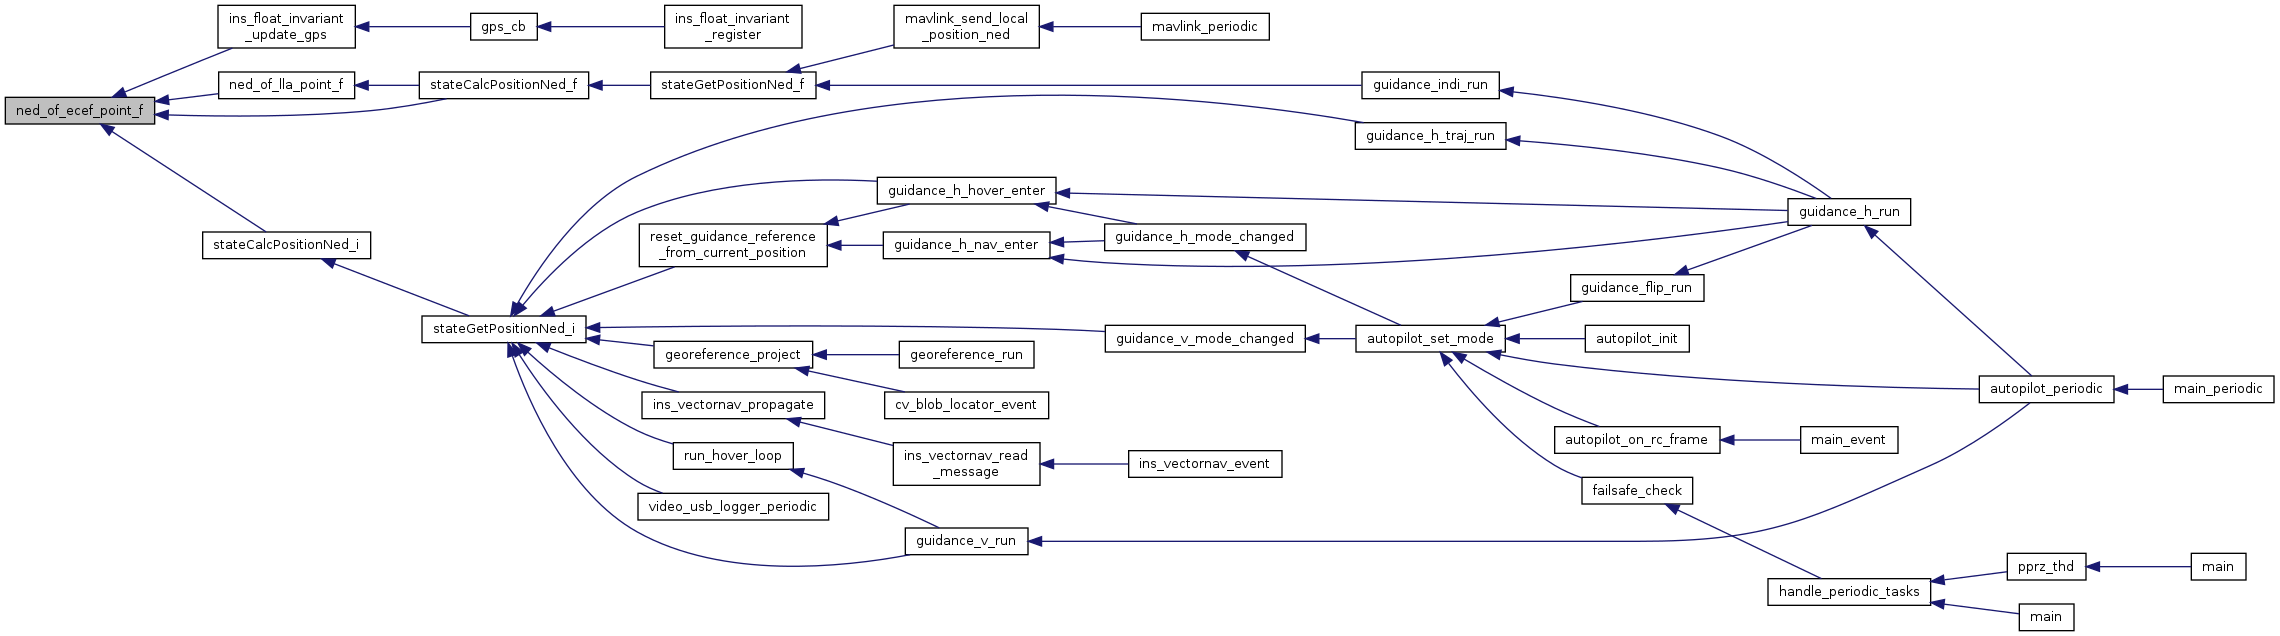 ins_float_invariant
_update_gps
gps_cb
ins_float_invariant
_register
mavlink_send_local
_position_ned
mavlink_periodic
ned_of_lla_point_f
stateCalcPositionNed_f
stateGetPositionNed_f
guidance_indi_run
ned_of_ecef_point_f
guidance_h_traj_run
guidance_h_hover_enter
guidance_h_run
reset_guidance_reference
_from_current_position
guidance_h_nav_enter
guidance_h_mode_changed
stateCalcPositionNed_i
guidance_flip_run
stateGetPositionNed_i
guidance_v_mode_changed
autopilot_set_mode
autopilot_init
georeference_project
georeference_run
autopilot_periodic
main_periodic
ins_vectornav_propagate
cv_blob_locator_event
autopilot_on_rc_frame
main_event
run_hover_loop
ins_vectornav_read
_message
ins_vectornav_event
failsafe_check
video_usb_logger_periodic
guidance_v_run
pprz_thd
main
handle_periodic_tasks
main